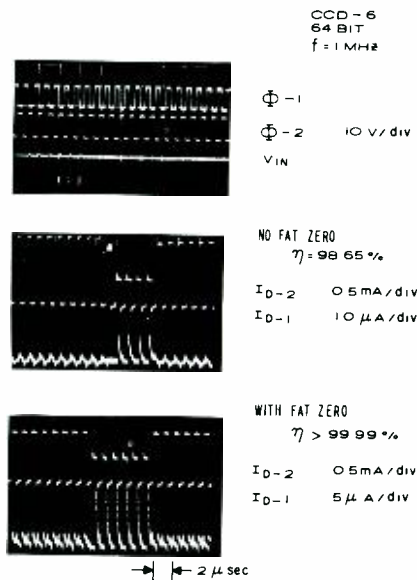 CCD-6
64 BIT
f = 1 MHz
Φ-1
Φ-2 10 V/div
VIN
NO FAT ZERO
η = 98 65 %
ID-2 0 5 mA/div
ID-1 1 0 μA/div
WITH FAT ZERO
η > 99 99 %
ID-2 0 5 mA/div
ID-1 5 μ A/div
2 μ sec